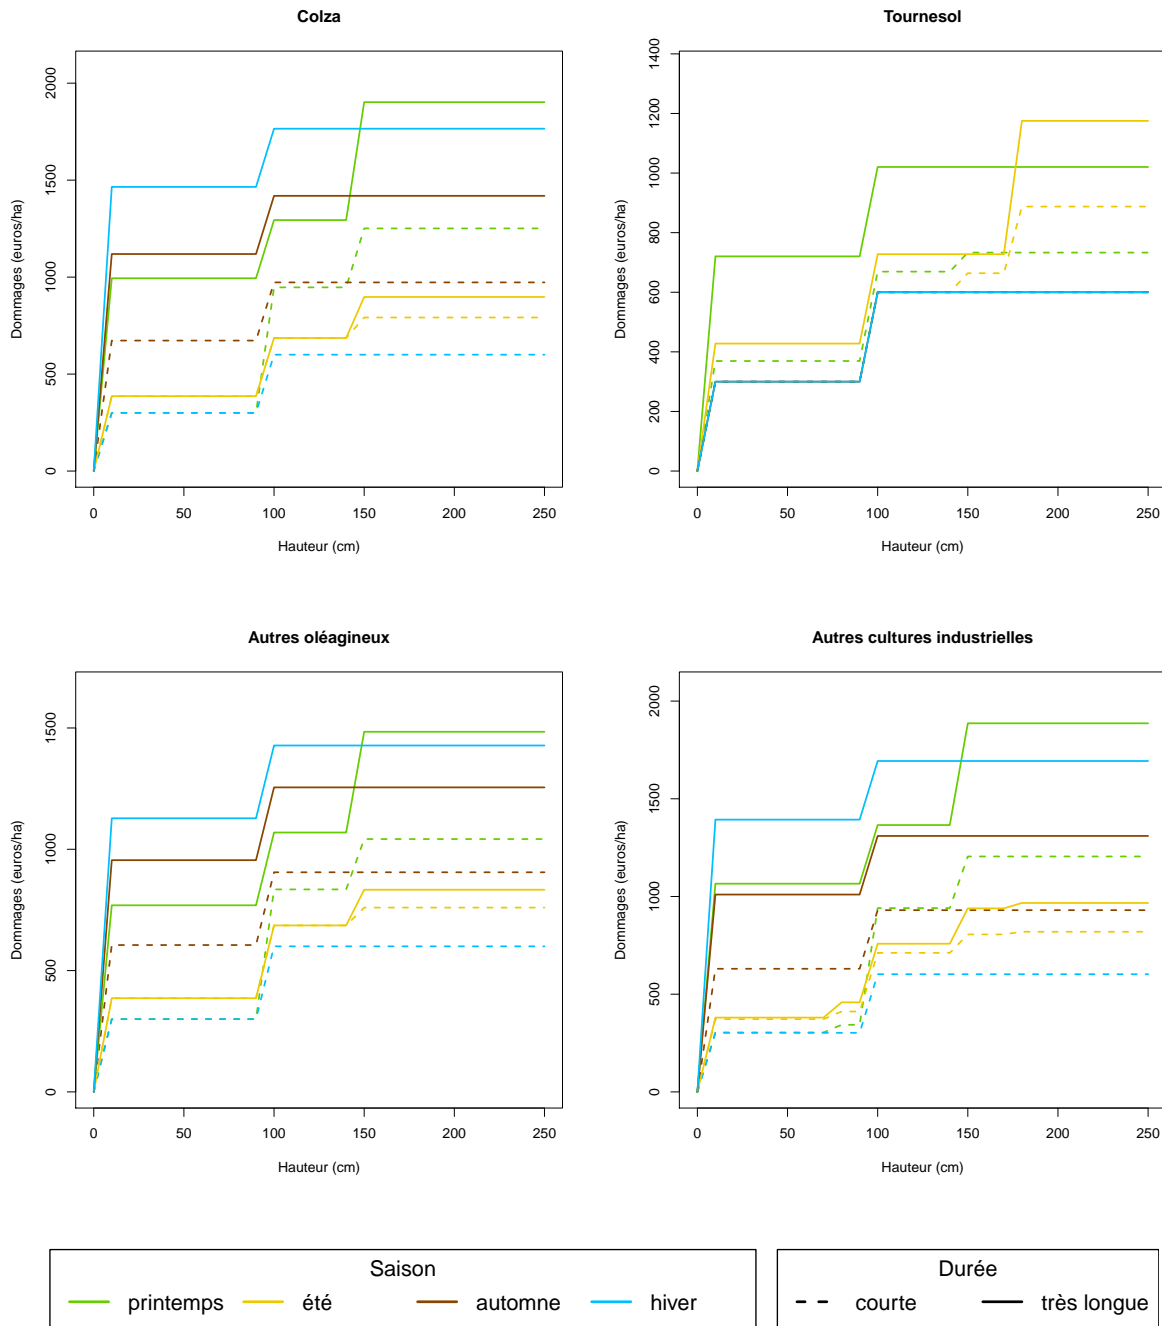 Colza
Dommages (euros/ha)
2000
1500
1000
500
0
0 50 100 150 200 250
Hauteur (cm)
Tournesol
Dommages (euros/ha)
1400
1200
1000
800
600
400
200
0
0 50 100 150 200 250
Hauteur (cm)
Autres oléagineux
Dommages (euros/ha)
1500
1000
500
0
0 50 100 150 200 250
Hauteur (cm)
Autres cultures industrielles
Dommages (euros/ha)
2000
1500
1000
500
0
0 50 100 150 200 250
Hauteur (cm)
Saison
printemps été automne hiver
Durée
courte très longue